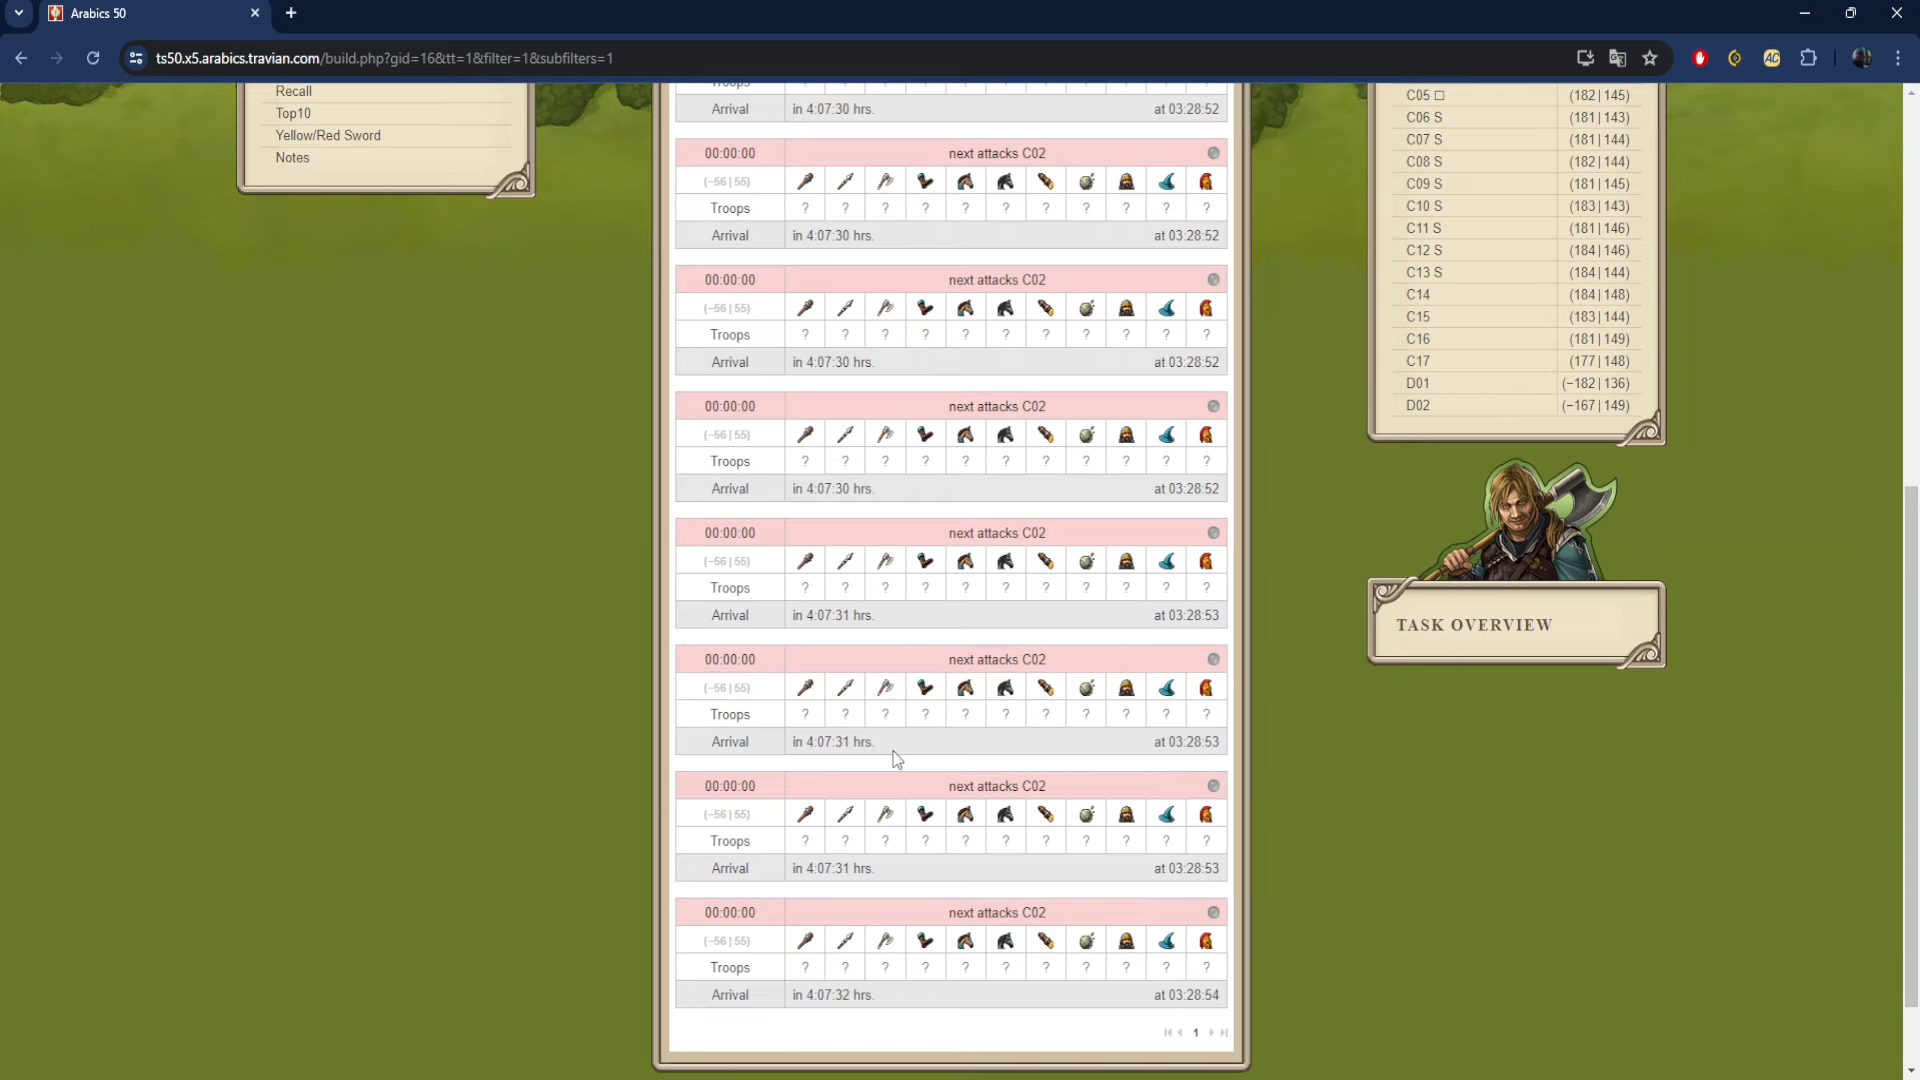 Arabics 50
ts50.x5.arabics.travian.com/build.php?gid=16&tt=1&filter=1&subfilters=1
Recall
Top10
Yellow/Red Sword
Notes
Troops ? ? ? ? ? ? ? ? ? ? ?
Arrival in 4:07:30 hrs. at 03:28:52
00:00:00 next attacks C02
(−56|55)
Troops ? ? ? ? ? ? ? ? ? ? ?
Arrival in 4:07:30 hrs. at 03:28:52
00:00:00 next attacks C02
(−56|55)
Troops ? ? ? ? ? ? ? ? ? ? ?
Arrival in 4:07:30 hrs. at 03:28:52
00:00:00 next attacks C02
(−56|55)
Troops ? ? ? ? ? ? ? ? ? ? ?
Arrival in 4:07:30 hrs. at 03:28:52
00:00:00 next attacks C02
(−56|55)
Troops ? ? ? ? ? ? ? ? ? ? ?
Arrival in 4:07:31 hrs. at 03:28:53
00:00:00 next attacks C02
(−56|55)
Troops ? ? ? ? ? ? ? ? ? ? ?
Arrival in 4:07:31 hrs. at 03:28:53
00:00:00 next attacks C02
(−56|55)
Troops ? ? ? ? ? ? ? ? ? ? ?
Arrival in 4:07:31 hrs. at 03:28:53
00:00:00 next attacks C02
(−56|55)
Troops ? ? ? ? ? ? ? ? ? ? ?
Arrival in 4:07:32 hrs. at 03:28:54
1
C05 □ (182|145)
C06 S (181|143)
C07 S (181|144)
C08 S (182|144)
C09 S (181|145)
C10 S (183|143)
C11 S (181|146)
C12 S (184|146)
C13 S (184|144)
C14 (184|148)
C15 (183|144)
C16 (181|149)
C17 (177|148)
D01 (−182|136)
D02 (−167|149)
TASK OVERVIEW